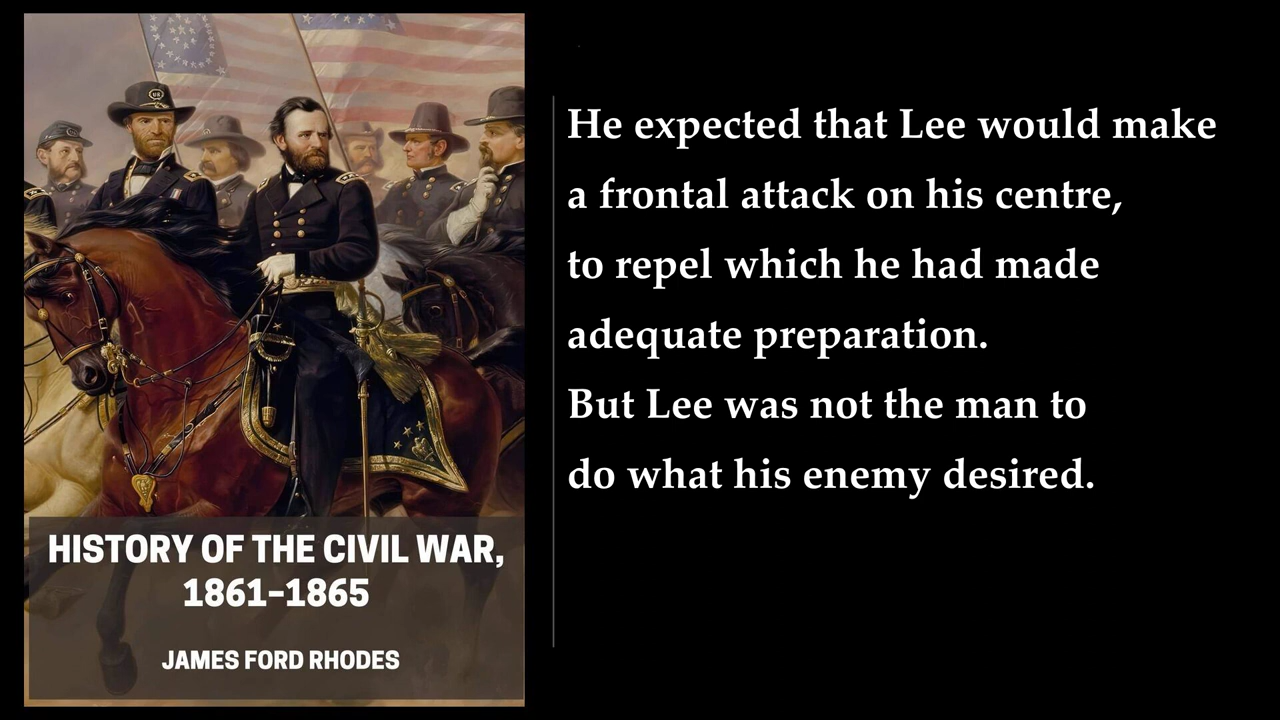 He expected that Lee would make
a frontal attack on his centre,
to repel which he had made
adequate preparation.
But Lee was not the man to
do what his enemy desired.
HISTORY OF THE CIVIL WAR,
1861–1865
JAMES FORD RHODES